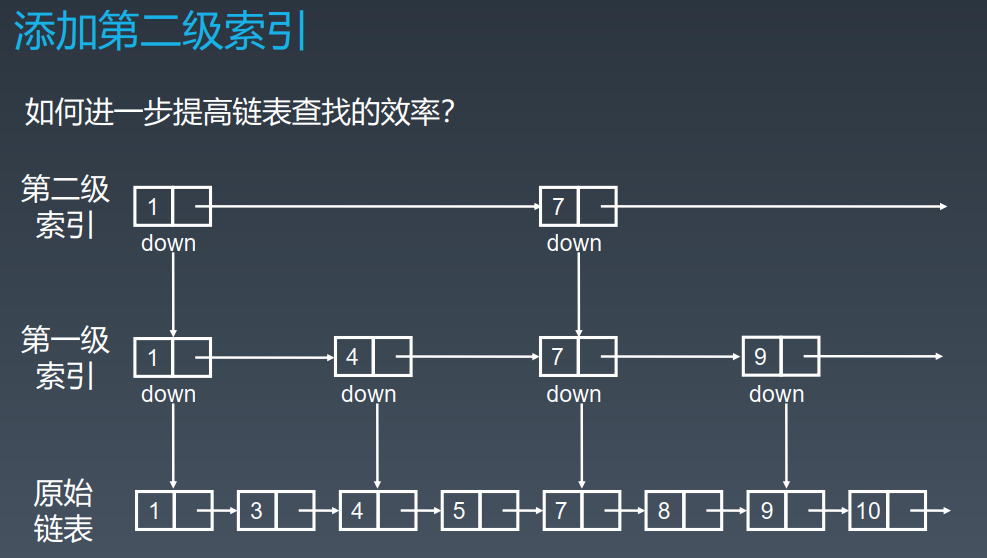 添加第二级索引
如何进一步提高链表查找的效率?
第二级
索引
1
7
down
down
第一级
索引
1
4
7
9
down
down
down
down
原始
链表
1
3
4
5
7
8
9
10